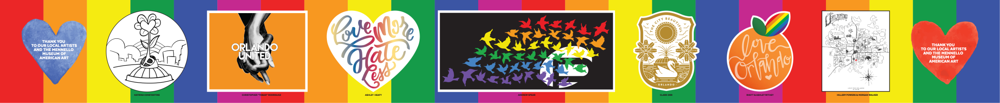 THANK YOU
TO OUR LOCAL ARTISTS
AND THE MENNELLO
MUSEUM OF
AMERICAN ART
KATRINA CONSTANTINE
ORLANDO
UNITED
CHRISTOPHER "TOBAR" RODRIGUEZ
Love More
Hate
Less
ASHLEY HEAFY
ANDREW SPEAR
THE CITY BEAUTIFUL
ORLANDO
CLARK ORR
love
Orlando
RHETT & ASHLEY WITHEY
ORLANDO
HILLERY POWERS & MORGAN WALKER
THANK YOU
TO OUR LOCAL ARTISTS
AND THE MENNELLO
MUSEUM OF
AMERICAN ART